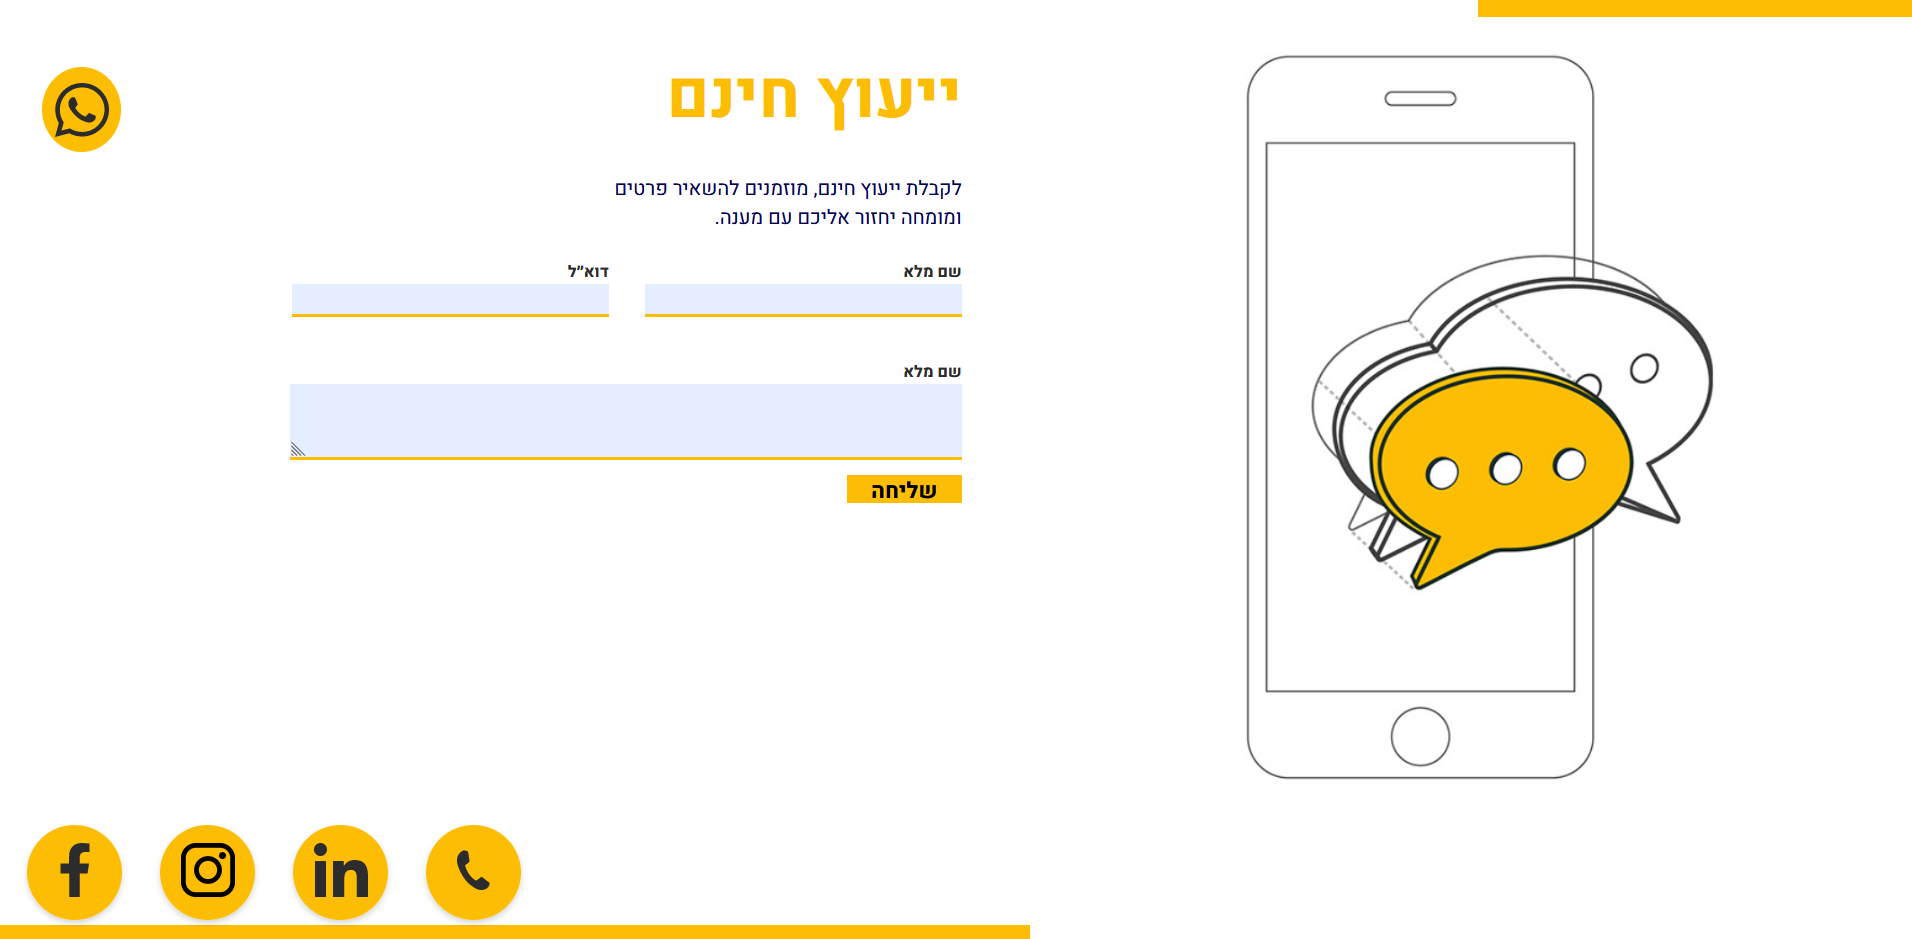 ייעוץ חינם
לקבלת ייעוץ חינם, מוזמנים להשאיר פרטים
ומומחה יחזור אליכם עם מענה.
שם מלא
דוא״ל
שם מלא
שליחה